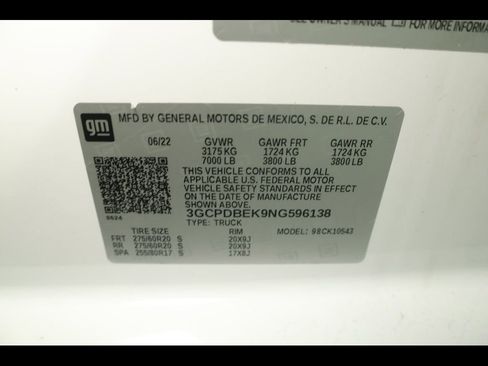 SEE OWNER'S MANUAL FOR MORE INFORMATION
gm
MFD BY GENERAL MOTORS DE MEXICO, S. DE R.L. DE C.V.
06/22 GVWR GAWR FRT GAWR RR
3175 KG 1724 KG 1724 KG
7000 LB 3800 LB 3800 LB
THIS VEHICLE CONFORMS TO ALL
APPLICABLE U.S. FEDERAL MOTOR
VEHICLE SAFETY STANDARDS IN EFFECT
ON THE DATE OF MANUFACTURE
SHOWN ABOVE.
3GCPDBEK9NG596138
TYPE: TRUCK
TIRE SIZE RIM MODEL: 98CK10543
FRT 275/60R20 S 20X9J
RR 275/60R20 S 20X9J
SPA 255/80R17 S 17X8J